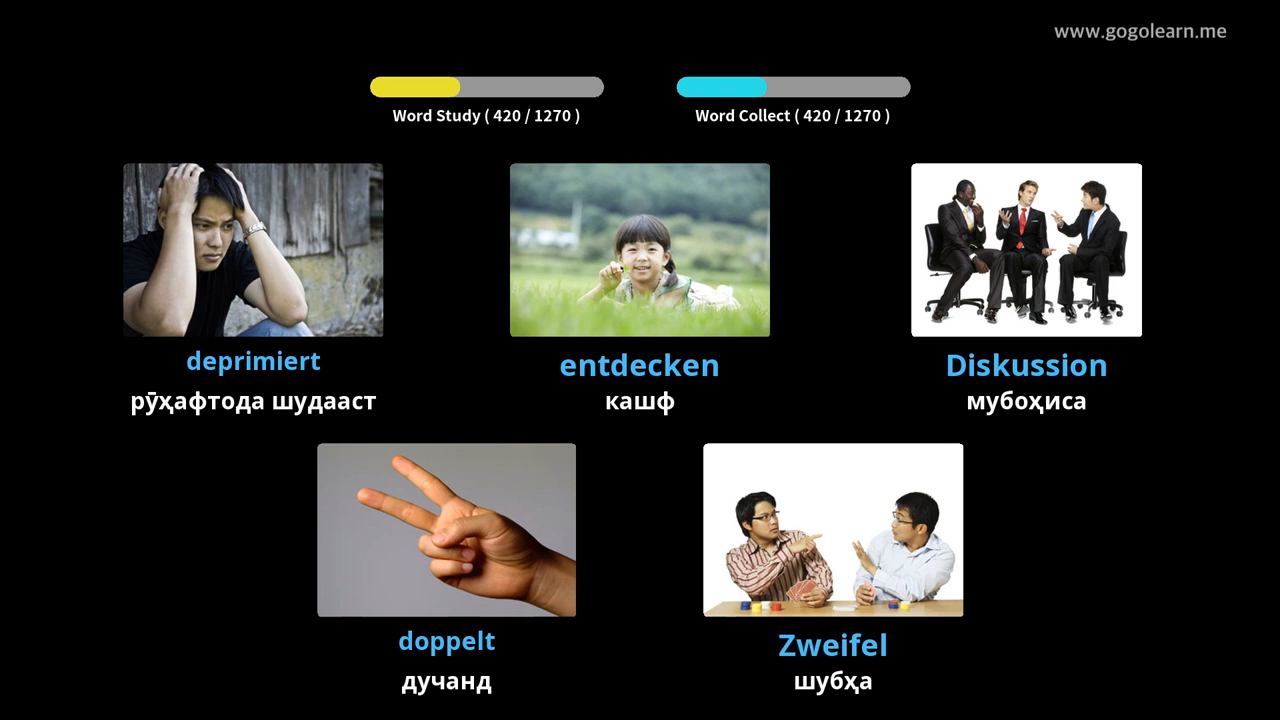 www.gogolearn.me
Word Study ( 420 / 1270 )
Word Collect ( 420 / 1270 )
deprimiert
рӯҳафтода шудааст
entdecken
кашф
Diskussion
мубоҳиса
doppelt
дучанд
Zweifel
шубҳа